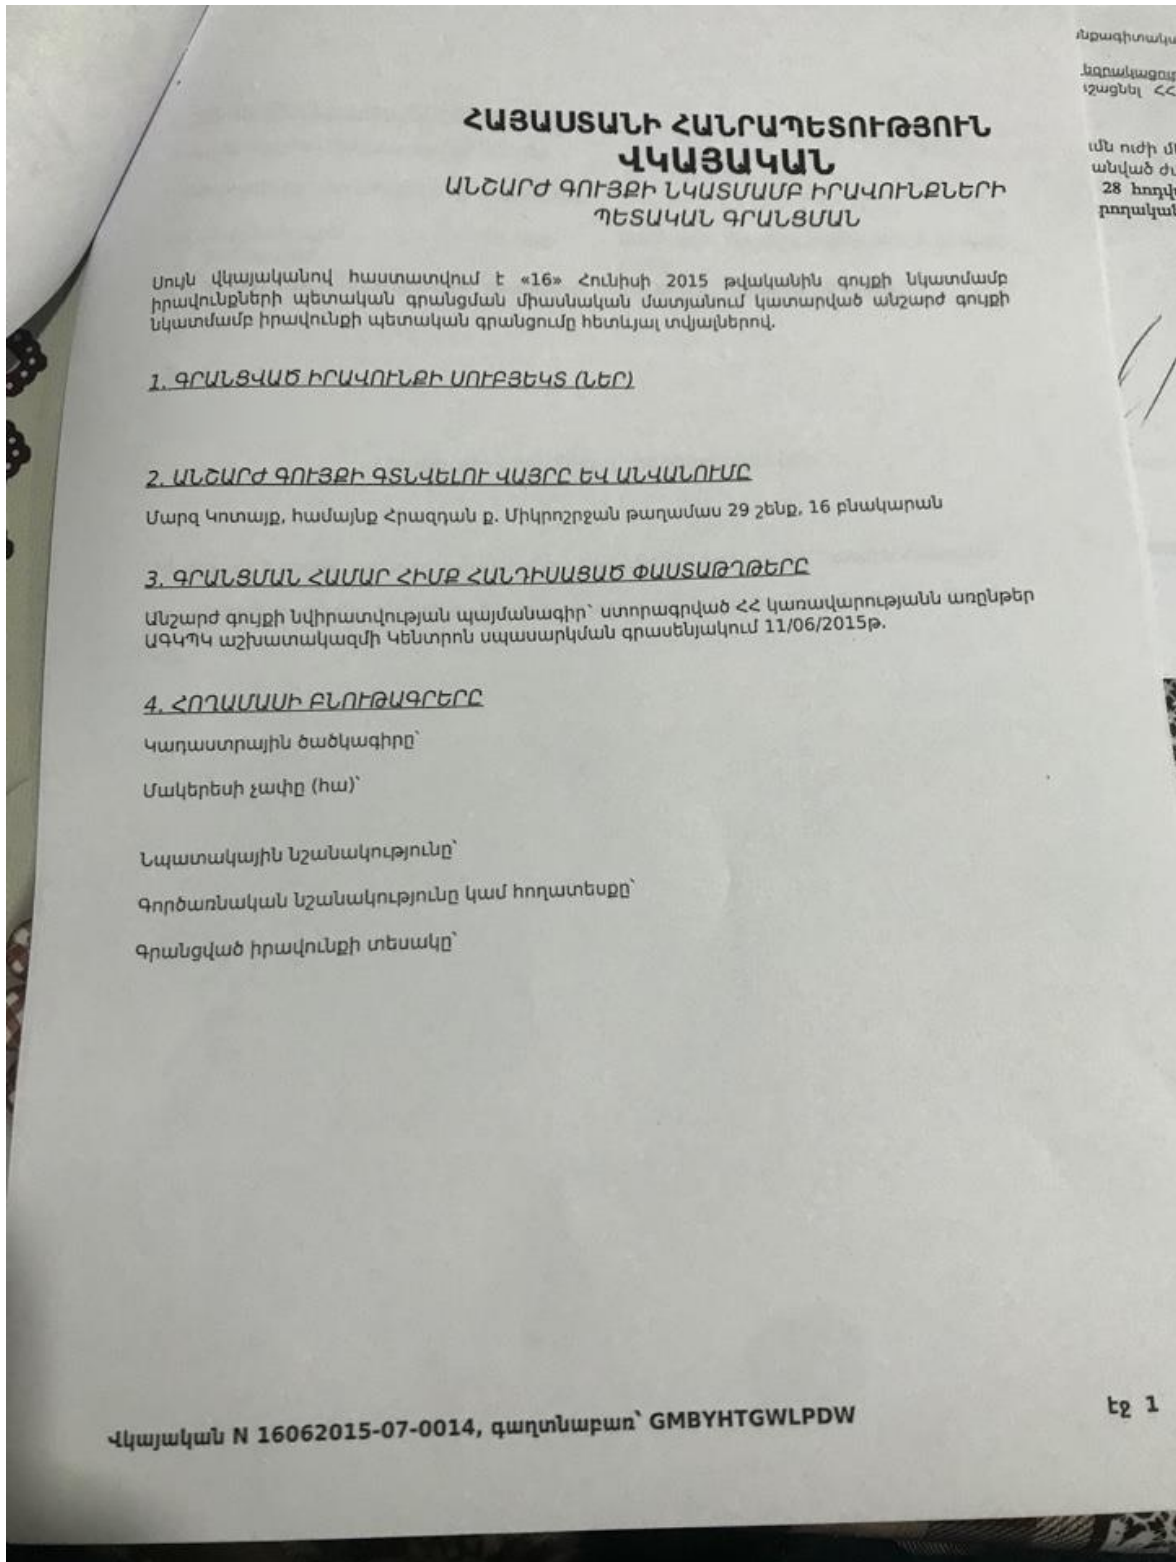 ՀԱՅԱՍՏԱՆԻ ՀԱՆՐԱՊԵՏՈՒԹՅՈՒՆ
ՎԿԱՅԱԿԱՆ
ԱՆՇԱՐԺ ԳՈՒՅՔԻ ՆԿԱՏՄԱՄԲ ԻՐԱՎՈՒՆՔՆԵՐԻ
ՊԵՏԱԿԱՆ ԳՐԱՆՑՄԱՆ
Սույն վկայականով հաստատվում է «16» Հունիսի 2015 թվականին գույքի նկատմամբ
իրավունքների պետական գրանցման միասնական մատյանում կատարված անշարժ գույքի
նկատմամբ իրավունքի պետական գրանցումը հետևյալ տվյալներով.
1. ԳՐԱՆՑՎԱԾ ԻՐԱՎՈՒՆՔԻ ՍՈՒԲՅԵԿՏ (ՆԵՐ)
2. ԱՆՇԱՐԺ ԳՈՒՅՔԻ ԳՏՆՎԵԼՈՒ ՎԱՅՐԸ ԵՎ ԱՆՎԱՆՈՒՄԸ
Մարզ Կոտայք, համայնք Հրազդան ք. Միկրոշրջան թաղամաս 29 շենք, 16 բնակարան
3. ԳՐԱՆՑՄԱՆ ՀԱՄԱՐ ՀԻՄՔ ՀԱՆԴԻՍԱՑԱԾ ՓԱՍՏԱԹՂԹԵՐԸ
Անշարժ գույքի նվիրատվության պայմանագիր՝ ստորագրված ՀՀ կառավարությանն առընթեր
ԱԳԿՊԿ աշխատակազմի Կենտրոն սպասարկման գրասենյակում 11/06/2015թ.
4. ՀՈՂԱՄԱՍԻ ԲՆՈՒԹԱԳՐԵՐԸ
Կադաստրային ծածկագիրը՝
Մակերեսի չափը (հա)՝
Նպատակային նշանակությունը՝
Գործառնական նշանակությունը կամ հողատեսքը՝
Գրանցված իրավունքի տեսակը՝
Վկայական N 16062015-07-0014, գաղտնաբառ՝ GMBYHTGWLPDW
էջ 1